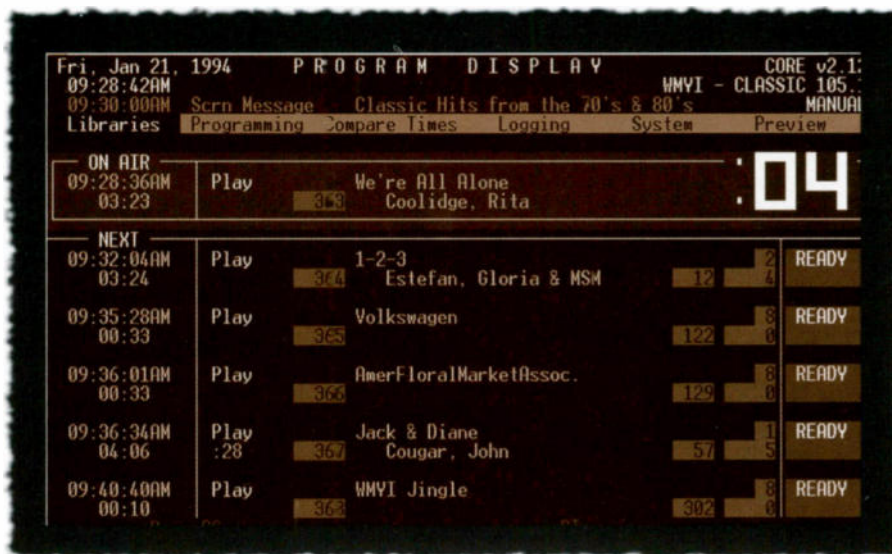 Fri, Jan 21, 1994 PROGRAM DISPLAY CORE v2.12
09:28:42AM WMYI - CLASSIC 105.
09:30:00AM Scrn Message Classic Hits from the 70's & 80's MANUAL
Libraries Programming Compare Times Logging System Preview
ON AIR
09:28:36AM Play We're All Alone :04
03:23 363 Coolidge, Rita
NEXT
09:32:04AM Play 1-2-3 2 READY
03:24 364 Estefan, Gloria & MSM 12 4
09:35:28AM Play Volkswagen 8 READY
00:33 365 122 0
09:36:01AM Play AmerFloralMarketAssoc. 8 READY
00:33 366 129 0
09:36:34AM Play Jack & Diane 1 READY
04:06 :28 367 Cougar, John 57 5
09:40:40AM Play WMYI Jingle 8 READY
00:10 368 302 0